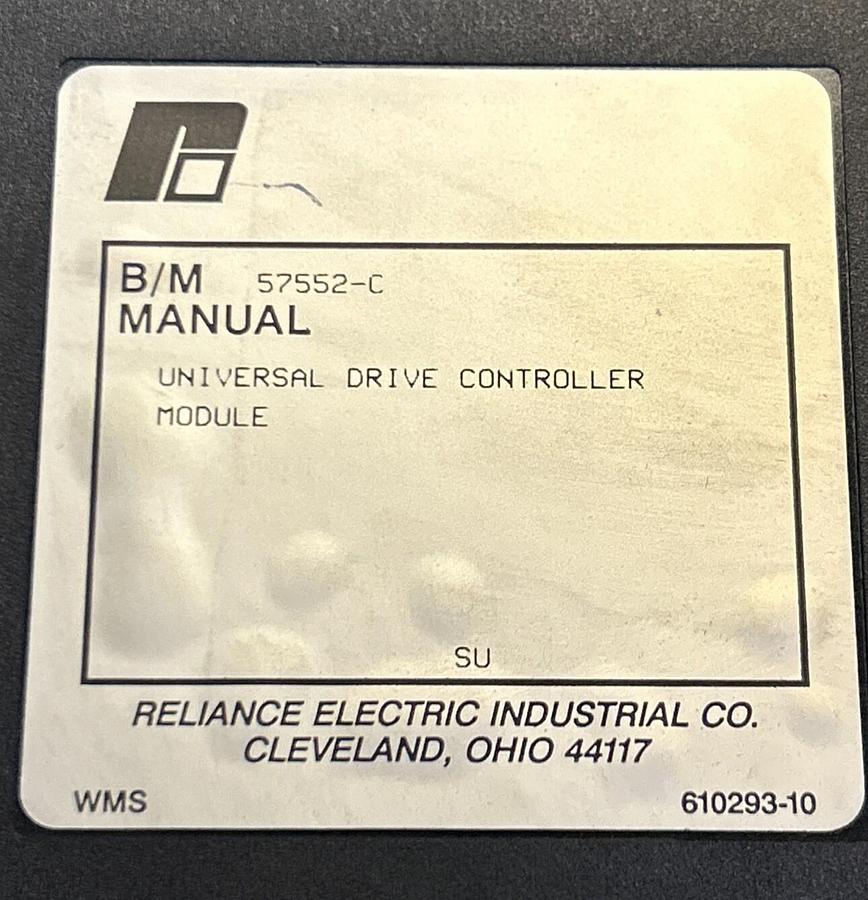 B/M 57552-C
MANUAL
UNIVERSAL DRIVE CONTROLLER
MODULE
SU
RELIANCE ELECTRIC INDUSTRIAL CO.
CLEVELAND, OHIO 44117
WMS 610293-10